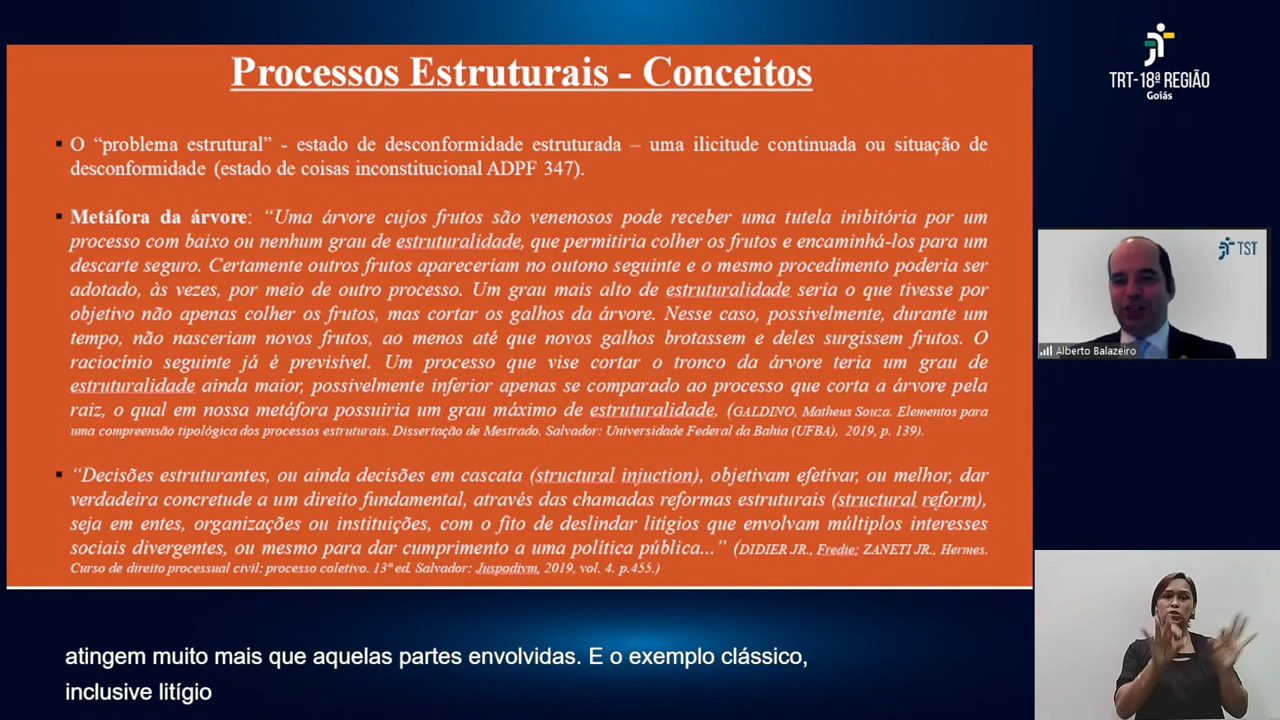 Processos Estruturais - Conceitos
▪ O “problema estrutural” - estado de desconformidade estruturada – uma ilicitude continuada ou situação de
desconformidade (estado de coisas inconstitucional ADPF 347).
▪ Metáfora da árvore: “Uma árvore cujos frutos são venenosos pode receber uma tutela inibitória por um
processo com baixo ou nenhum grau de estruturalidade, que permitiria colher os frutos e encaminhá-los para um
descarte seguro. Certamente outros frutos apareceriam no outono seguinte e o mesmo procedimento poderia ser
adotado, às vezes, por meio de outro processo. Um grau mais alto de estruturalidade seria o que tivesse por
objetivo não apenas colher os frutos, mas cortar os galhos da árvore. Nesse caso, possivelmente, durante um
tempo, não nasceriam novos frutos, ao menos até que novos galhos brotassem e deles surgissem frutos. O
raciocínio seguinte já é previsível. Um processo que vise cortar o tronco da árvore teria um grau de
estruturalidade ainda maior, possivelmente inferior apenas se comparado ao processo que corta a árvore pela
raiz, o qual em nossa metáfora possuiria um grau máximo de estruturalidade. (GALDINO, Matheus Souza. Elementos para
uma compreensão tipológica dos processos estruturais. Dissertação de Mestrado. Salvador: Universidade Federal da Bahia (UFBA), 2019, p. 139).
▪ “Decisões estruturantes, ou ainda decisões em cascata (structural injuction), objetivam efetivar, ou melhor, dar
verdadeira concretude a um direito fundamental, através das chamadas reformas estruturais (structural reform),
seja em entes, organizações ou instituições, com o fito de deslindar litígios que envolvam múltiplos interesses
sociais divergentes, ou mesmo para dar cumprimento a uma política pública...” (DIDIER JR., Fredie; ZANETI JR., Hermes.
Curso de direito processual civil: processo coletivo. 13ª ed. Salvador: Juspodivm, 2019, vol. 4. p.455.)
TRT-18ª REGIÃO
Goiás
TST
Alberto Balazeiro
atingem muito mais que aquelas partes envolvidas. E o exemplo clássico,
inclusive litígio